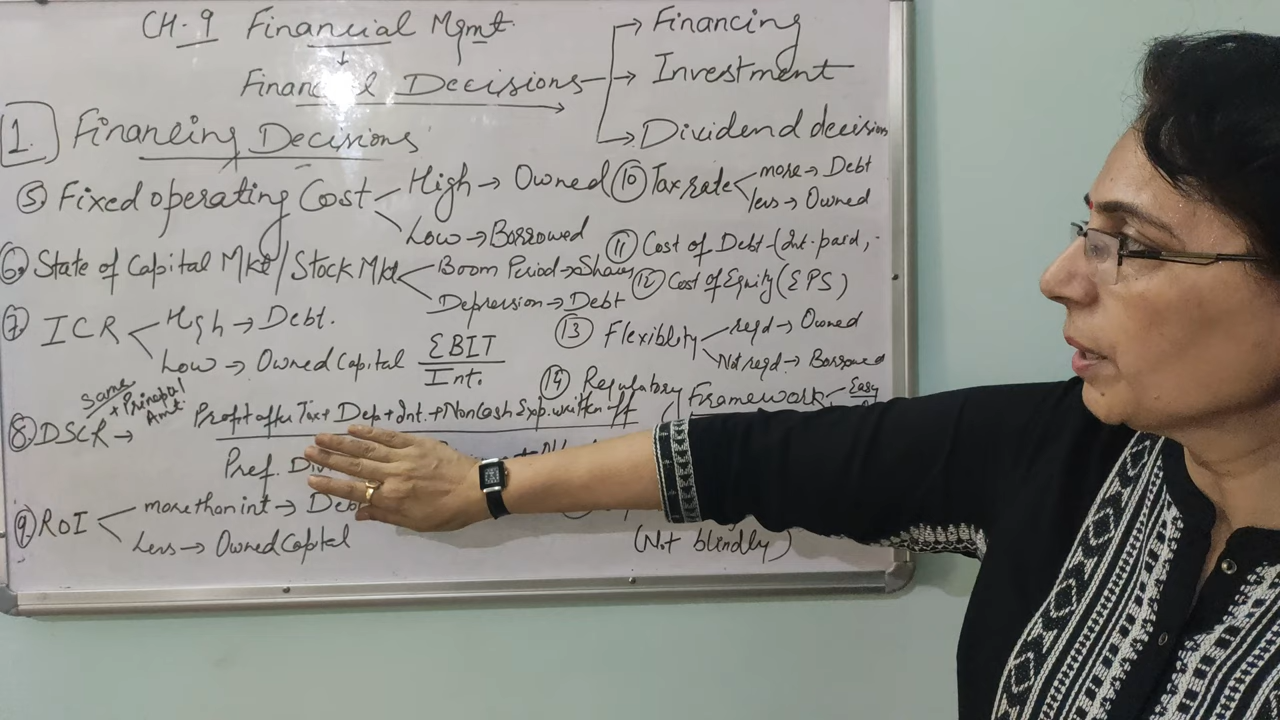 CH-9 Financial Mgmt.
↓
Financial Decisions → Financing
→ Investment
→ Dividend decisions
1. Financing Decisions
⑤ Fixed operating Cost High → Owned
Low → Borrowed
⑥ State of Capital Mkt / Stock Mkt Boom Period → Shares
Depression → Debt
⑦ ICR High → Debt.
Low → Owned Capital EBIT
Int.
same
+ Principal
Amt.
⑧ DSCR → Profit after Tax + Dep + Int. + Non Cash Exp. written off
Pref. Div
⑨ RoI more than int → Debt
Less → Owned Capital
⑩ Tax rate more → Debt
less → Owned
⑪ Cost of Debt - (Int. paid,
⑫ Cost of Equity (EPS)
⑬ Flexiblity reqd → Owned
Not reqd → Borrowed
⑭ Regulatory Framework Easy
(Not blindly)